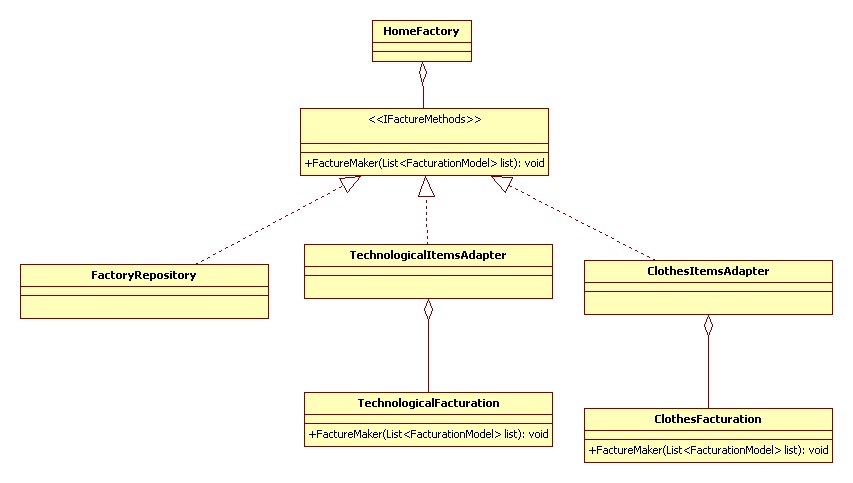 HomeFactory
<<IFactureMethods>>
+FactureMaker(List<FacturationModel> list): void
FactoryRepository
TechnologicalItemsAdapter
ClothesItemsAdapter
TechnologicalFacturation
+FactureMaker(List<FacturationModel> list): void
ClothesFacturation
+FactureMaker(List<FacturationModel> list): void